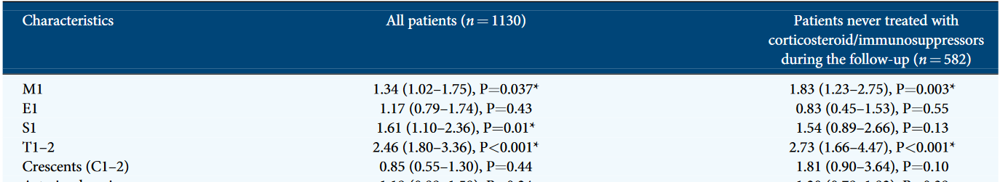 Characteristics All patients (n = 1130) Patients never treated with
corticosteroid/immunosuppressors
during the follow-up (n = 582)
M1 1.34 (1.02–1.75), P=0.037* 1.83 (1.23–2.75), P=0.003*
E1 1.17 (0.79–1.74), P=0.43 0.83 (0.45–1.53), P=0.55
S1 1.61 (1.10–2.36), P=0.01* 1.54 (0.89–2.66), P=0.13
T1–2 2.46 (1.80–3.36), P<0.001* 2.73 (1.66–4.47), P<0.001*
Crescents (C1–2) 0.85 (0.55–1.30), P=0.44 1.81 (0.90–3.64), P=0.10